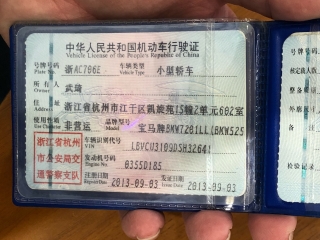 中华人民共和国机动车行驶证
Vehicle License of the People's Republic of China
号牌号码 Plate No. 浙AC706E 车辆类型 Vehicle Type 小型轿车
所有人 Owner 武楠
住址 Address 浙江省杭州市江干区凯旋苑15幢2单元602室
使用性质 Use Character 非营运 品牌型号 Model 宝马牌BMW7281LL(BMW525
浙江省杭州市公安局交通警察支队
车辆识别代号 VIN LBVCU3109DSH32641
发动机号码 Engine No. 0355D185
注册日期 Register Date 2013-09-03 发证日期 Issue Date 2013-09-03